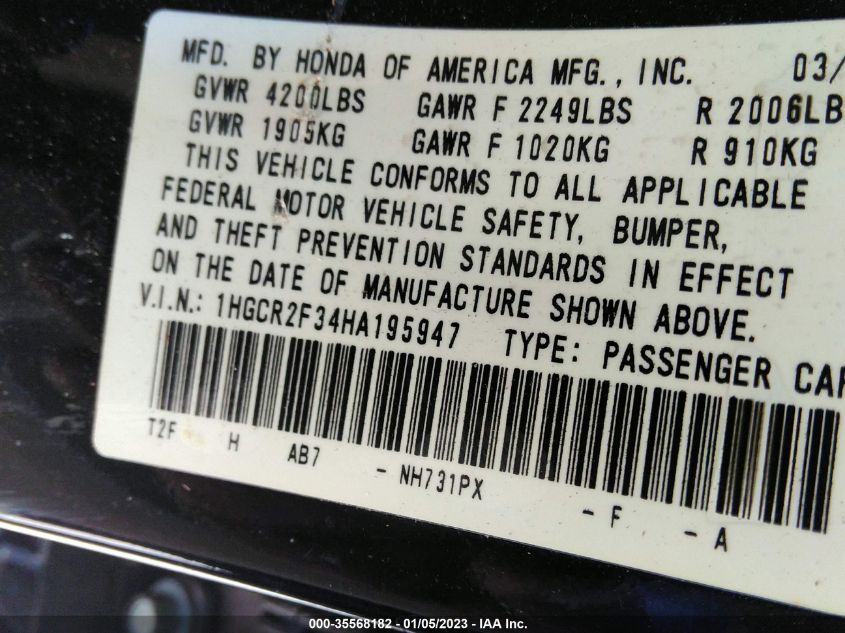 MFD. BY HONDA OF AMERICA MFG., INC. 03/
GVWR 4200LBS GAWR F 2249LBS R 2006LB
GVWR 1905KG GAWR F 1020KG R 910KG
THIS VEHICLE CONFORMS TO ALL APPLICABLE
FEDERAL MOTOR VEHICLE SAFETY, BUMPER,
AND THEFT PREVENTION STANDARDS IN EFFECT
ON THE DATE OF MANUFACTURE SHOWN ABOVE.
V.I.N.: 1HGCR2F34HA195947 TYPE: PASSENGER CAR
T2F H AB7 - NH731PX - F - A
000-35568182 - 01/05/2023 - IAA Inc.